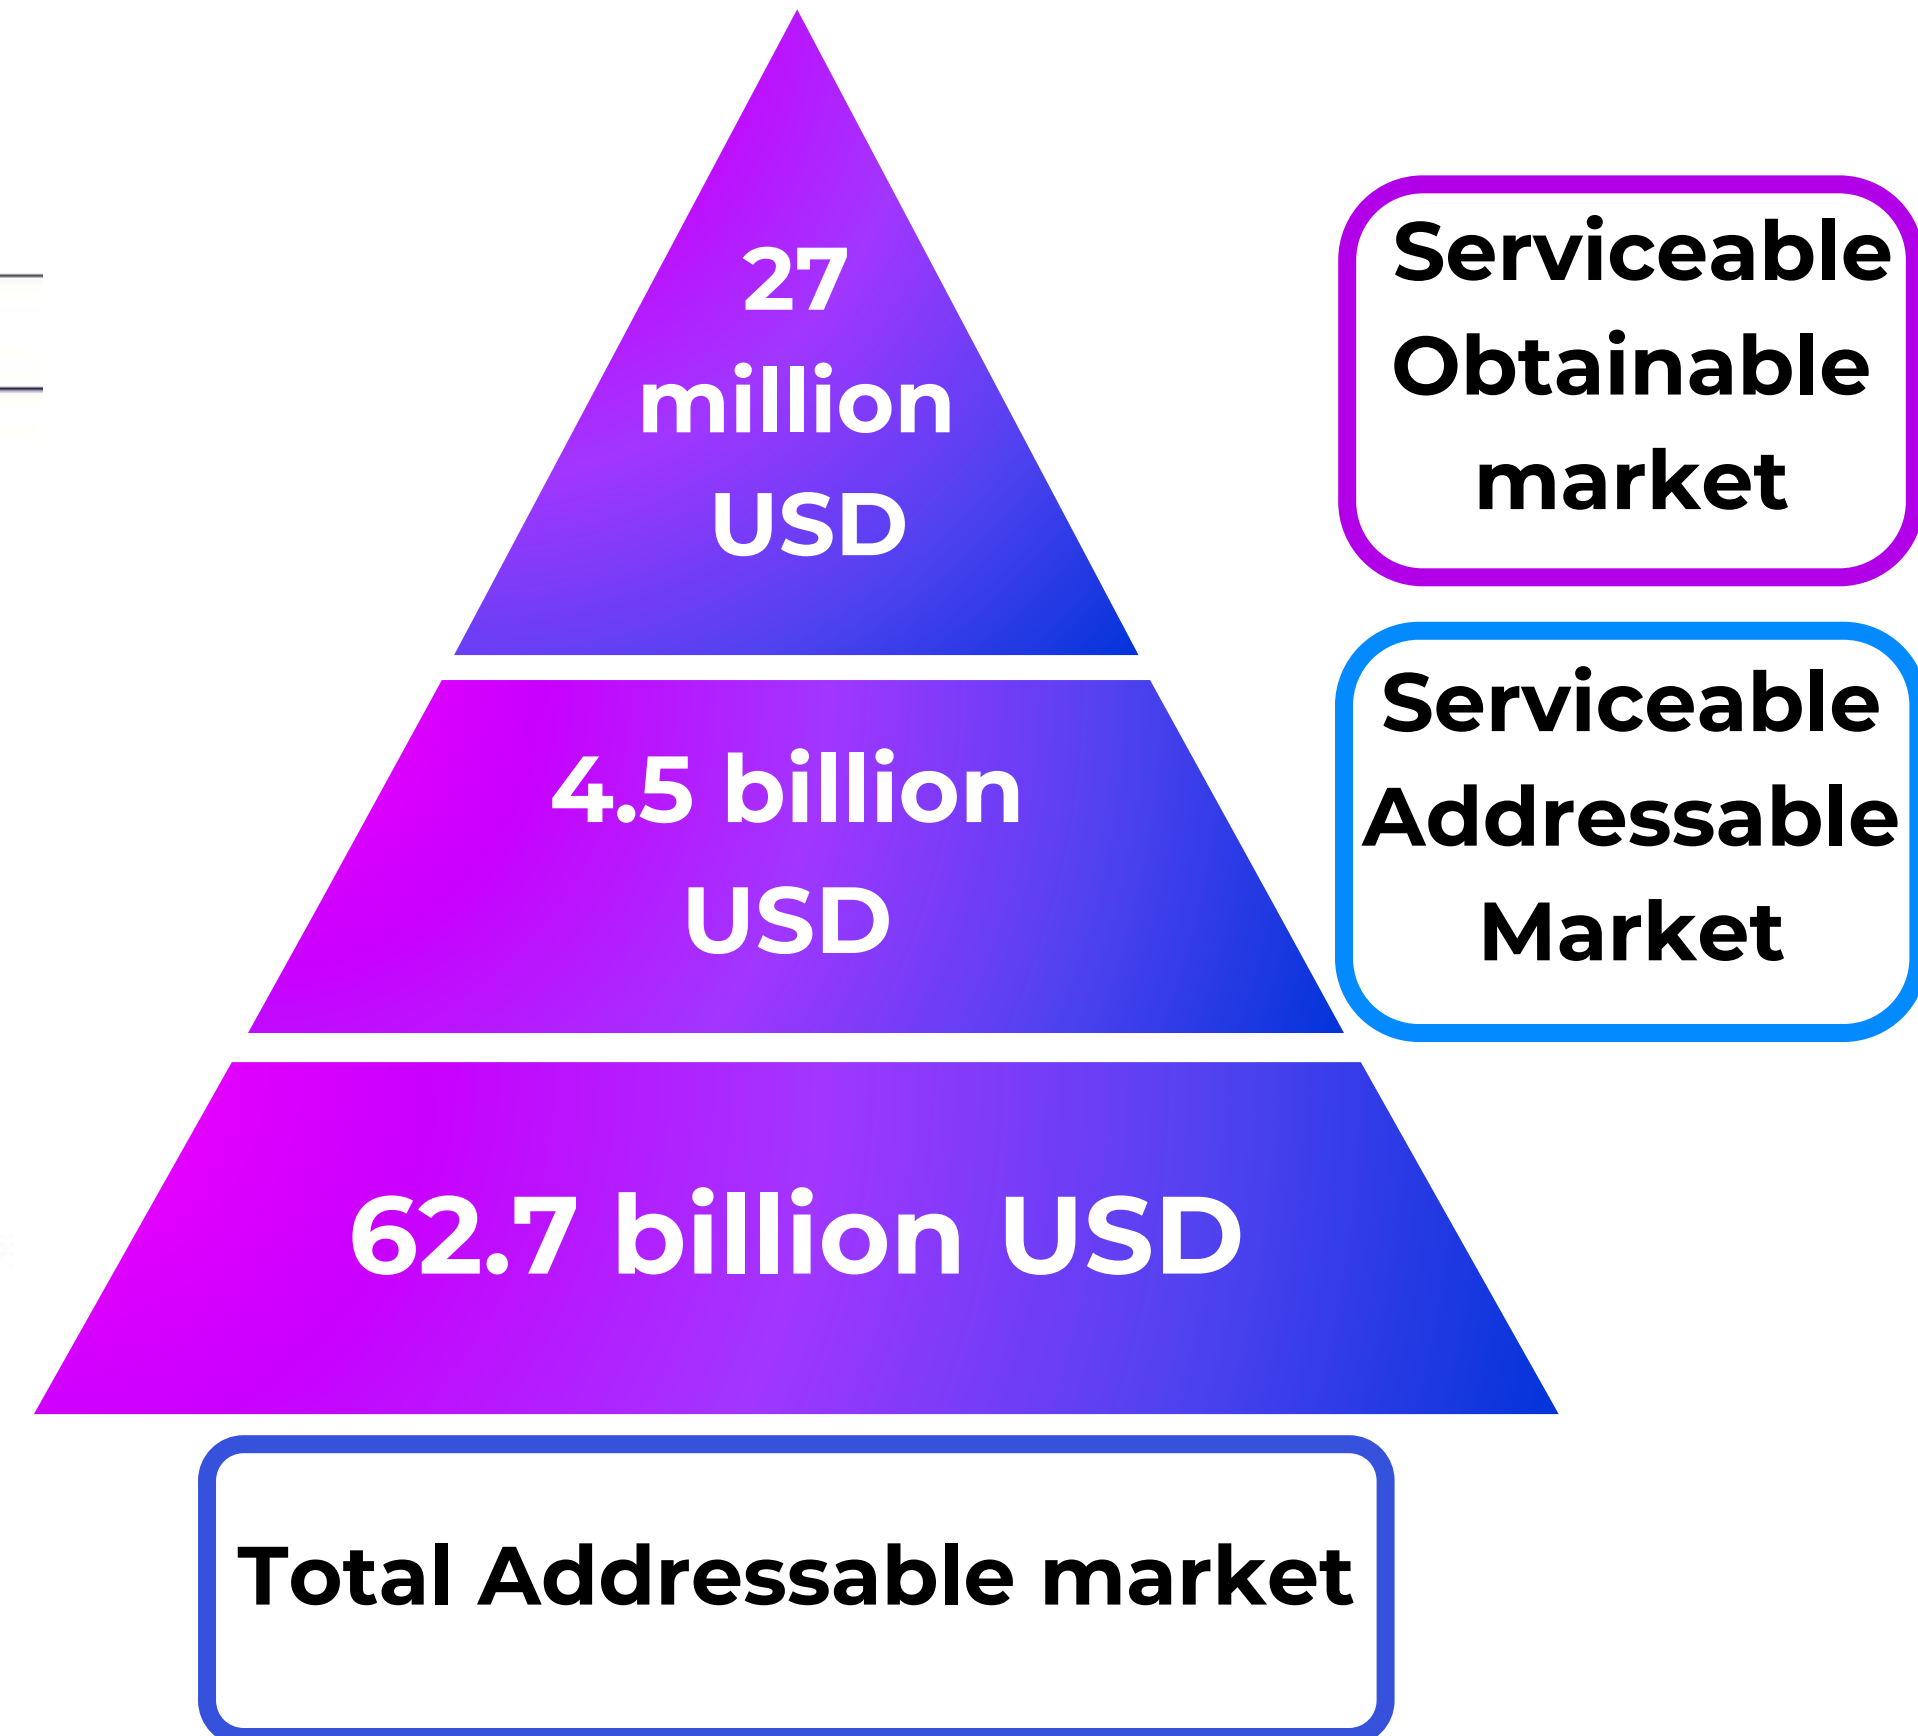 27
million
USD
Serviceable
Obtainable
market
4.5 billion
USD
Serviceable
Addressable
Market
62.7 billion USD
Total Addressable market